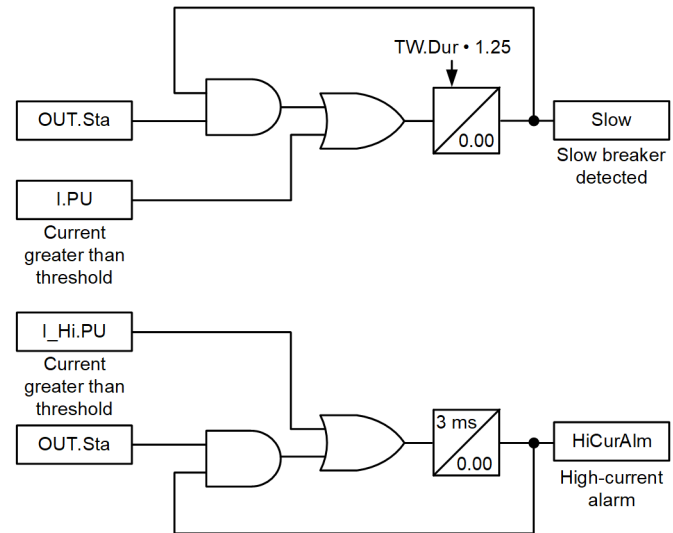 TW.Dur • 1.25
OUT.Sta
0.00
Slow
Slow breaker
detected
I.PU
Current
greater than
threshold
I_Hi.PU
Current
greater than
threshold
OUT.Sta
3 ms
0.00
HiCurAlm
High-current
alarm